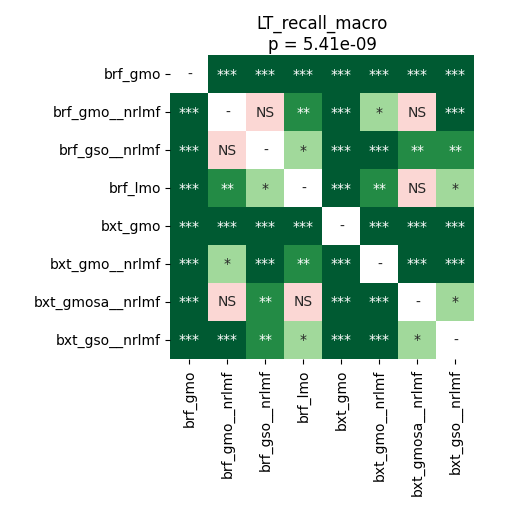 LT_recall_macro
p = 5.41e-09
brf_gmo - *** *** *** *** *** *** ***
brf_gmo__nrlmf *** - NS ** *** * NS ***
brf_gso__nrlmf *** NS - * *** *** ** **
brf_lmo *** ** * - *** ** NS *
bxt_gmo *** *** *** *** - *** *** ***
bxt_gmo__nrlmf *** * *** ** *** - *** ***
bxt_gmosa__nrlmf *** NS ** NS *** *** - *
bxt_gso__nrlmf *** *** ** * *** *** * -
brf_gmo
brf_gmo__nrlmf
brf_gso__nrlmf
brf_lmo
bxt_gmo
bxt_gmo__nrlmf
bxt_gmosa__nrlmf
bxt_gso__nrlmf